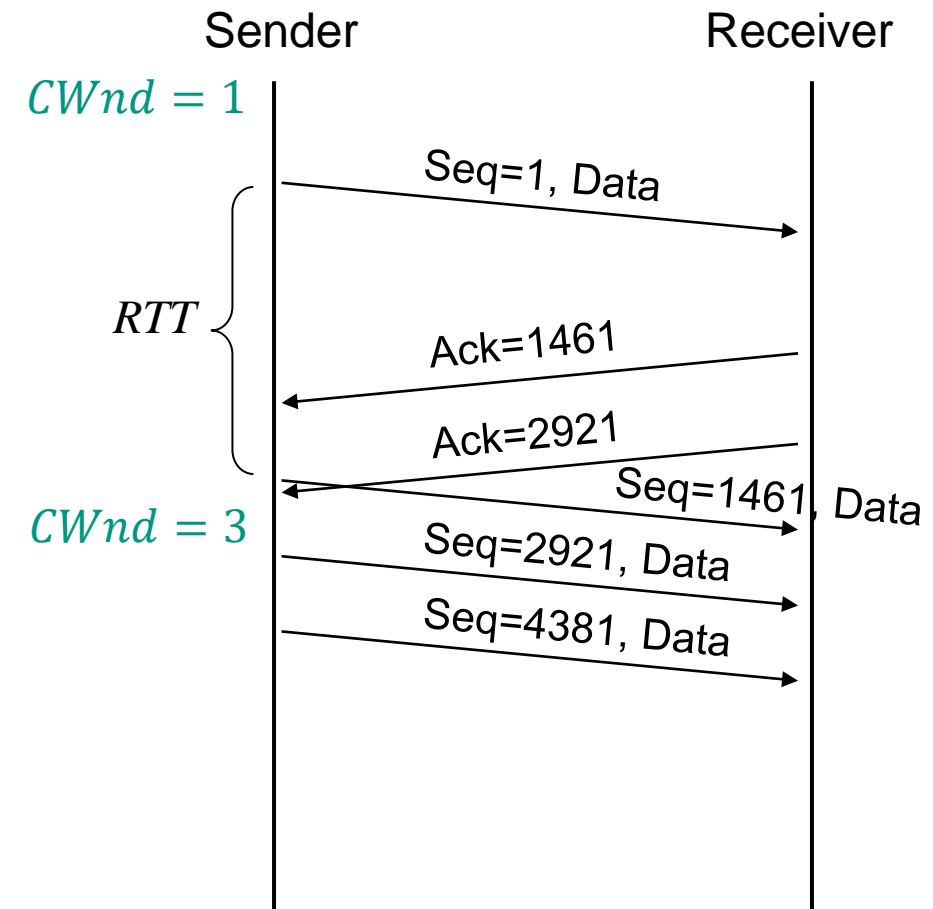 Sender
Receiver
CWnd = 1
Seq=1, Data
RTT
Ack=1461
Ack=2921
Seq=1461, Data
CWnd = 3
Seq=2921, Data
Seq=4381, Data